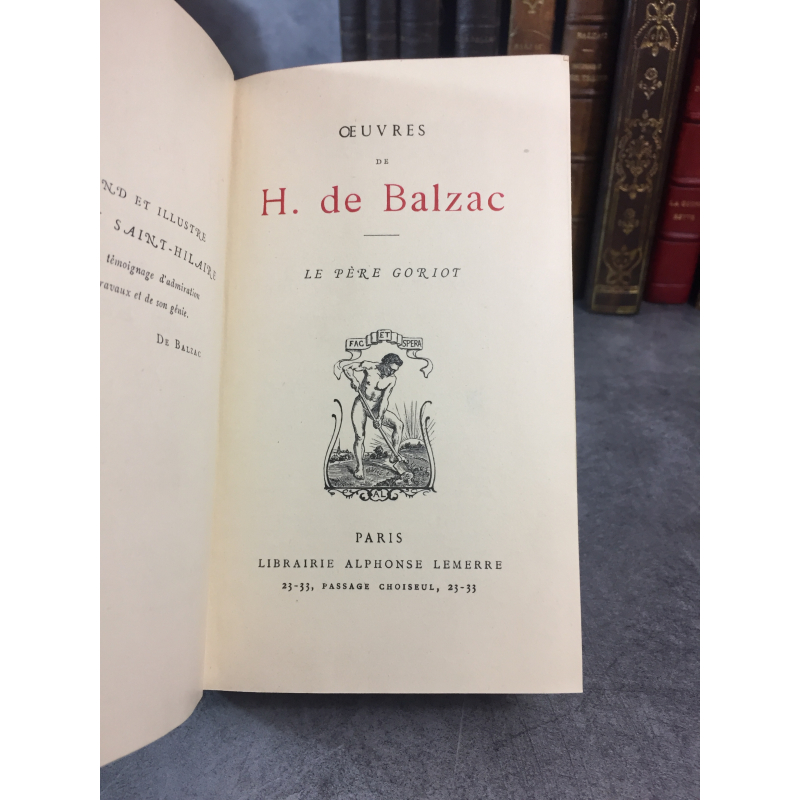 ND ET ILLUSTRE
SAINT-HILAIRE
témoignage d'admiration
ravaux et de son génie.
DE BALZAC
ŒUVRES
DE
H. de Balzac
LE PÈRE GORIOT
FAC ET SPERA
AL
PARIS
LIBRAIRIE ALPHONSE LEMERRE
23-33, PASSAGE CHOISEUL, 23-33